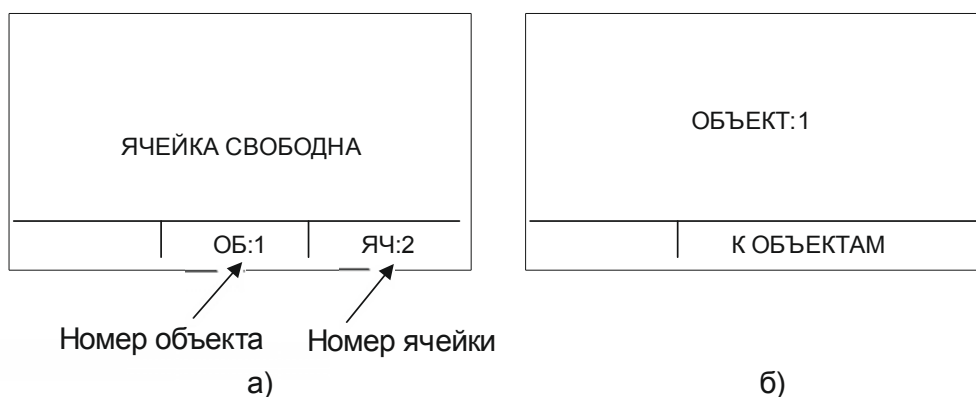 ЯЧЕЙКА СВОБОДНА
ОБ:1
ЯЧ:2
Номер объекта
Номер ячейки
а)
ОБЪЕКТ:1
К ОБЪЕКТАМ
б)